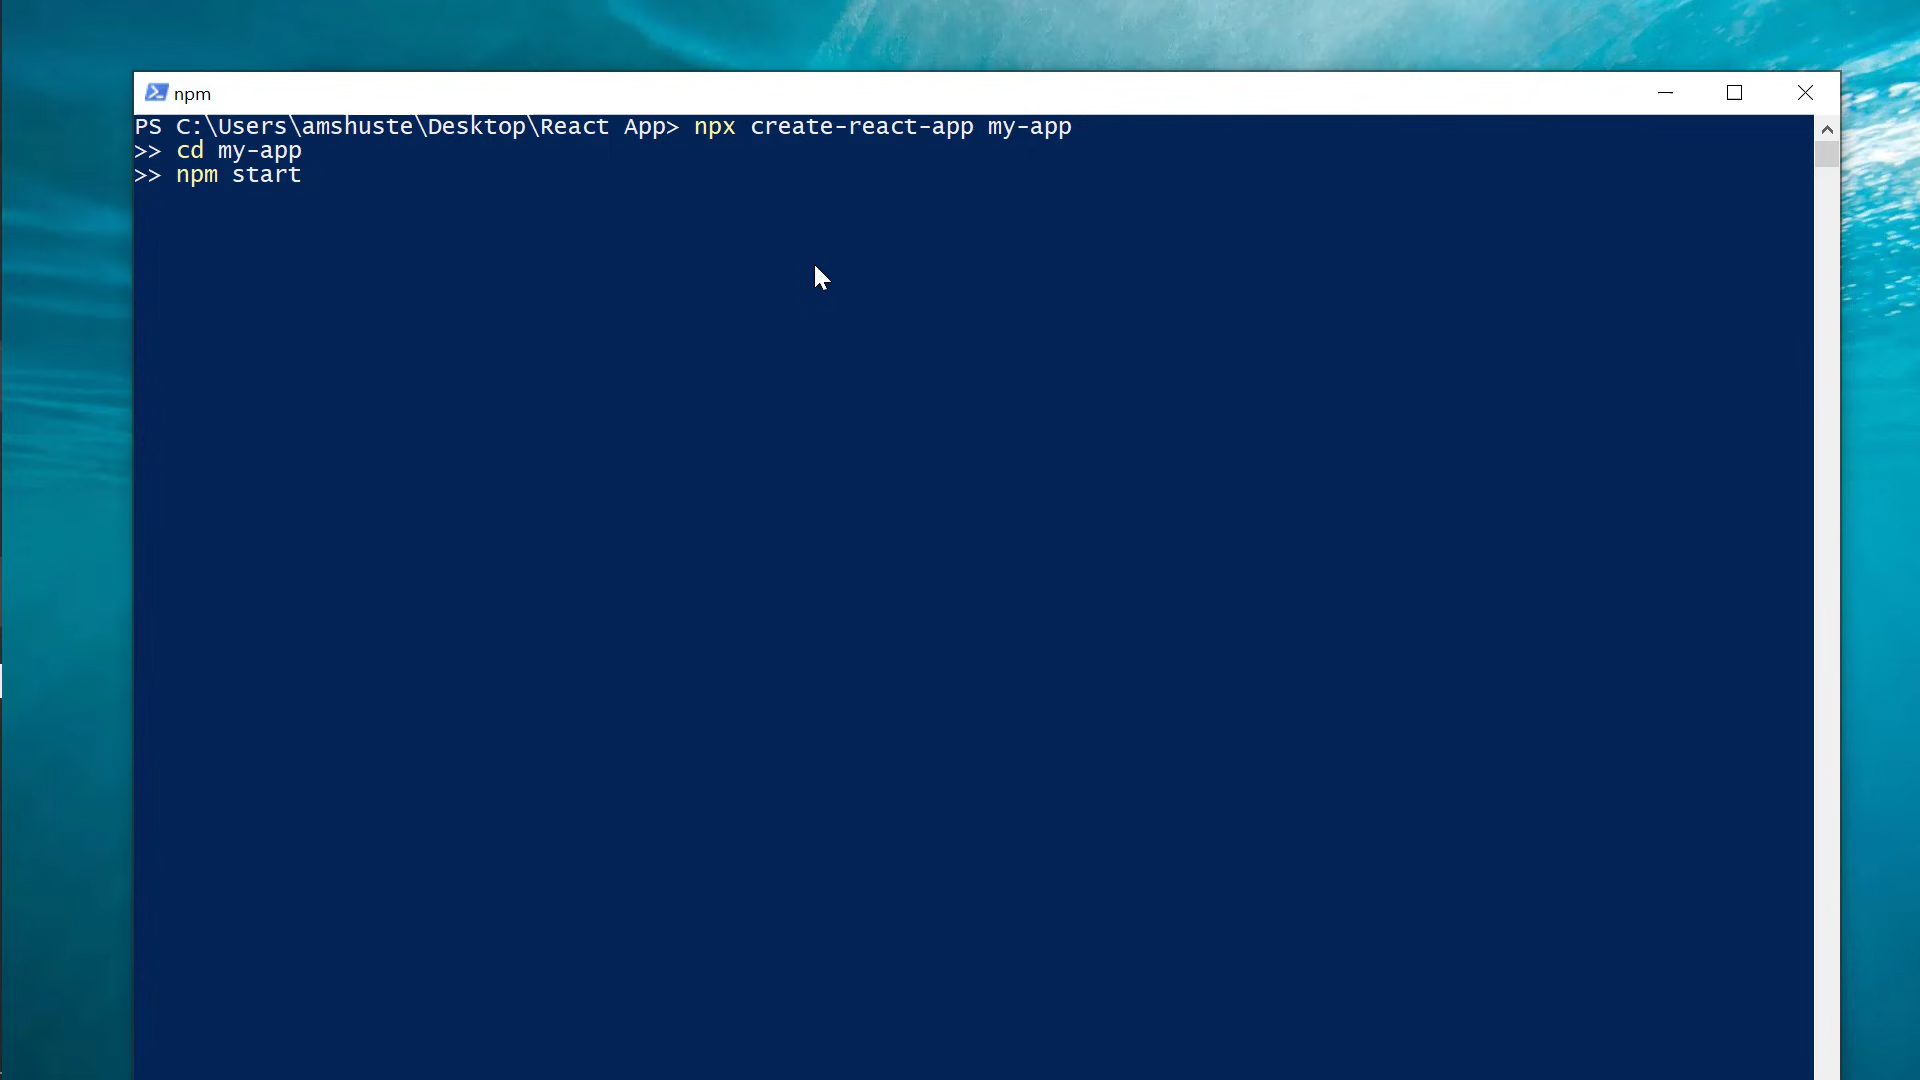 npm
PS C:\Users\amshuste\Desktop\React App> npx create-react-app my-app
>> cd my-app
>> npm start